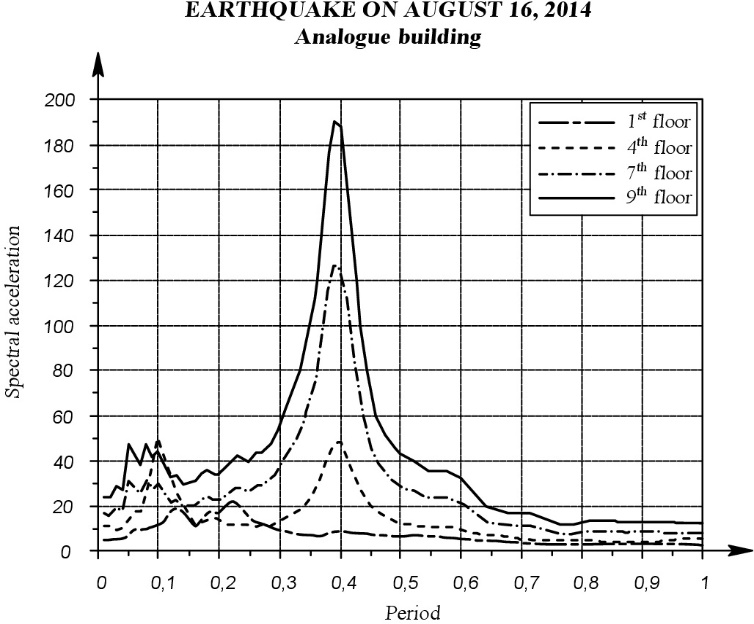 EARTHQUAKE ON AUGUST 16, 2014
Analogue building
200
180
160
140
120
100
80
60
40
20
0
Spectral acceleration
1st floor
4th floor
7th floor
9th floor
0 0,1 0,2 0,3 0,4 0,5 0,6 0,7 0,8 0,9 1
Period